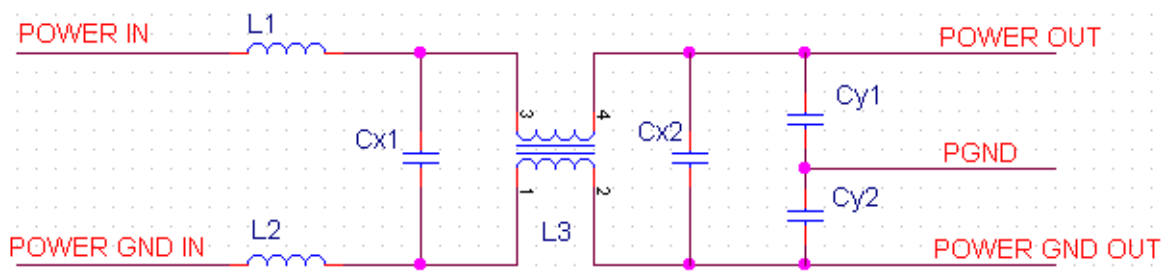 L1
POWER IN
POWER OUT
Cy1
3
4
Cx1
Cx2
PGND
1
2
Cy2
L2
L3
POWER GND IN
POWER GND OUT